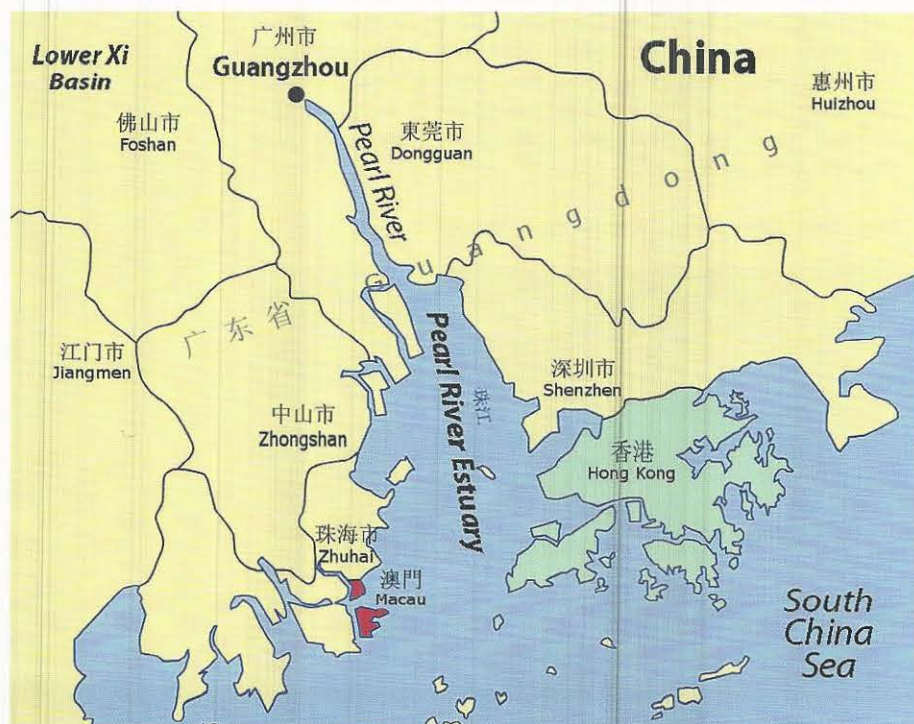 Lower Xi
Basin
广州市
Guangzhou
China
惠州市
Huizhou
佛山市
Foshan
東莞市
Dongguan
Pearl River
Guangdong
广东省
江门市
Jiangmen
中山市
Zhongshan
Pearl River Estuary
珠江
深圳市
Shenzhen
香港
Hong Kong
珠海市
Zhuhai
澳門
Macau
South
China
Sea